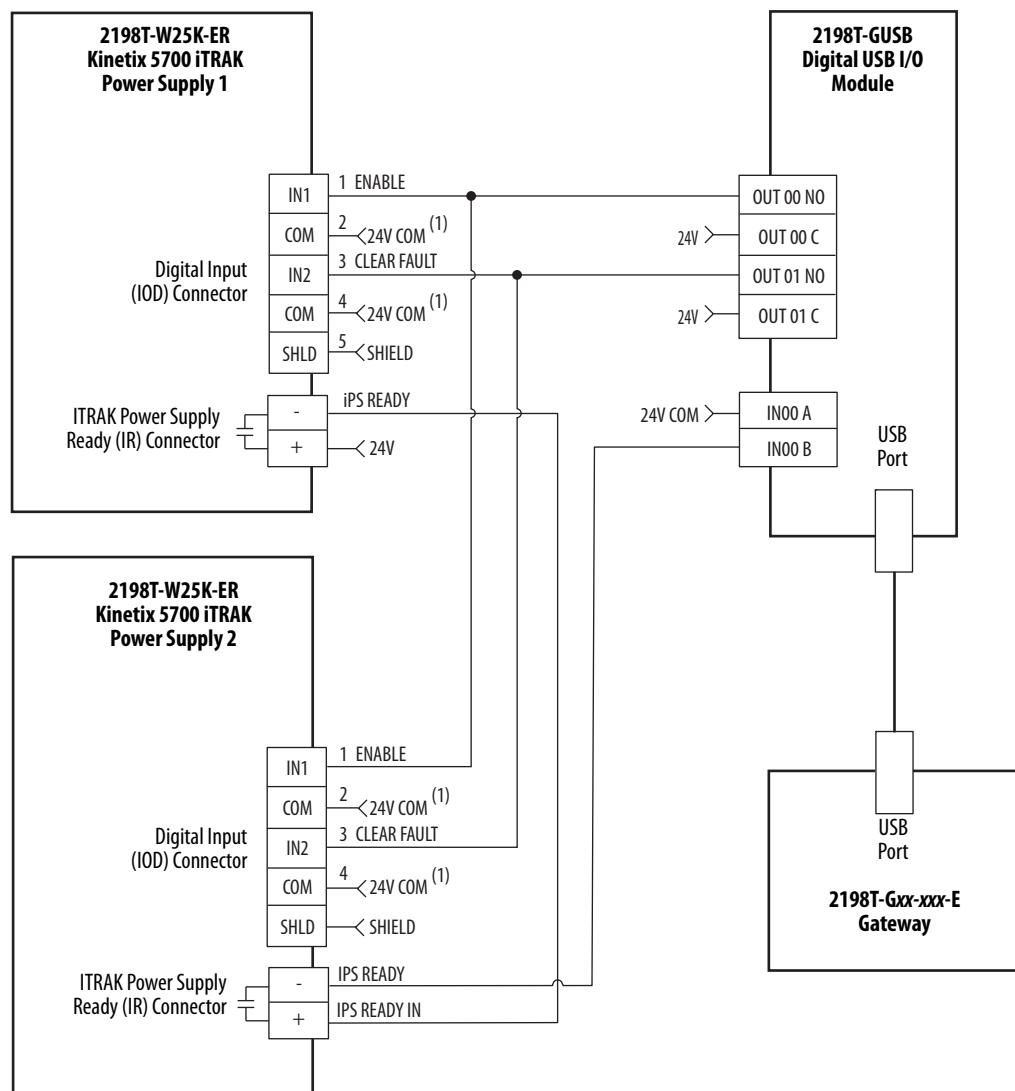 2198T-W25K-ER
Kinetix 5700 iTRAK
Power Supply 1
Digital Input
(IOD) Connector
IN1
COM
IN2
COM
SHLD
1 ENABLE
2 24V COM (1)
3 CLEAR FAULT
4 24V COM (1)
5 SHIELD
ITRAK Power Supply
Ready (IR) Connector
-
+
iPS READY
24V
2198T-GUSB
Digital USB I/O
Module
OUT 00 NO
24V OUT 00 C
OUT 01 NO
24V OUT 01 C
24V COM IN00 A
IN00 B
USB
Port
2198T-W25K-ER
Kinetix 5700 iTRAK
Power Supply 2
Digital Input
(IOD) Connector
IN1
COM
IN2
COM
SHLD
1 ENABLE
2 24V COM (1)
3 CLEAR FAULT
4 24V COM (1)
SHIELD
ITRAK Power Supply
Ready (IR) Connector
-
+
IPS READY
IPS READY IN
USB
Port
2198T-Gxx-xxx-E
Gateway